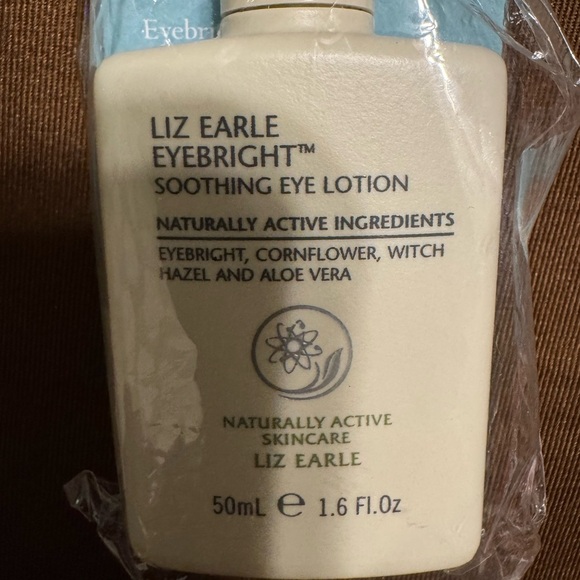 Eyebri
LIZ EARLE
EYEBRIGHT™
SOOTHING EYE LOTION
NATURALLY ACTIVE INGREDIENTS
EYEBRIGHT, CORNFLOWER, WITCH
HAZEL AND ALOE VERA
NATURALLY ACTIVE
SKINCARE
LIZ EARLE
50mL ℮ 1.6 Fl.Oz